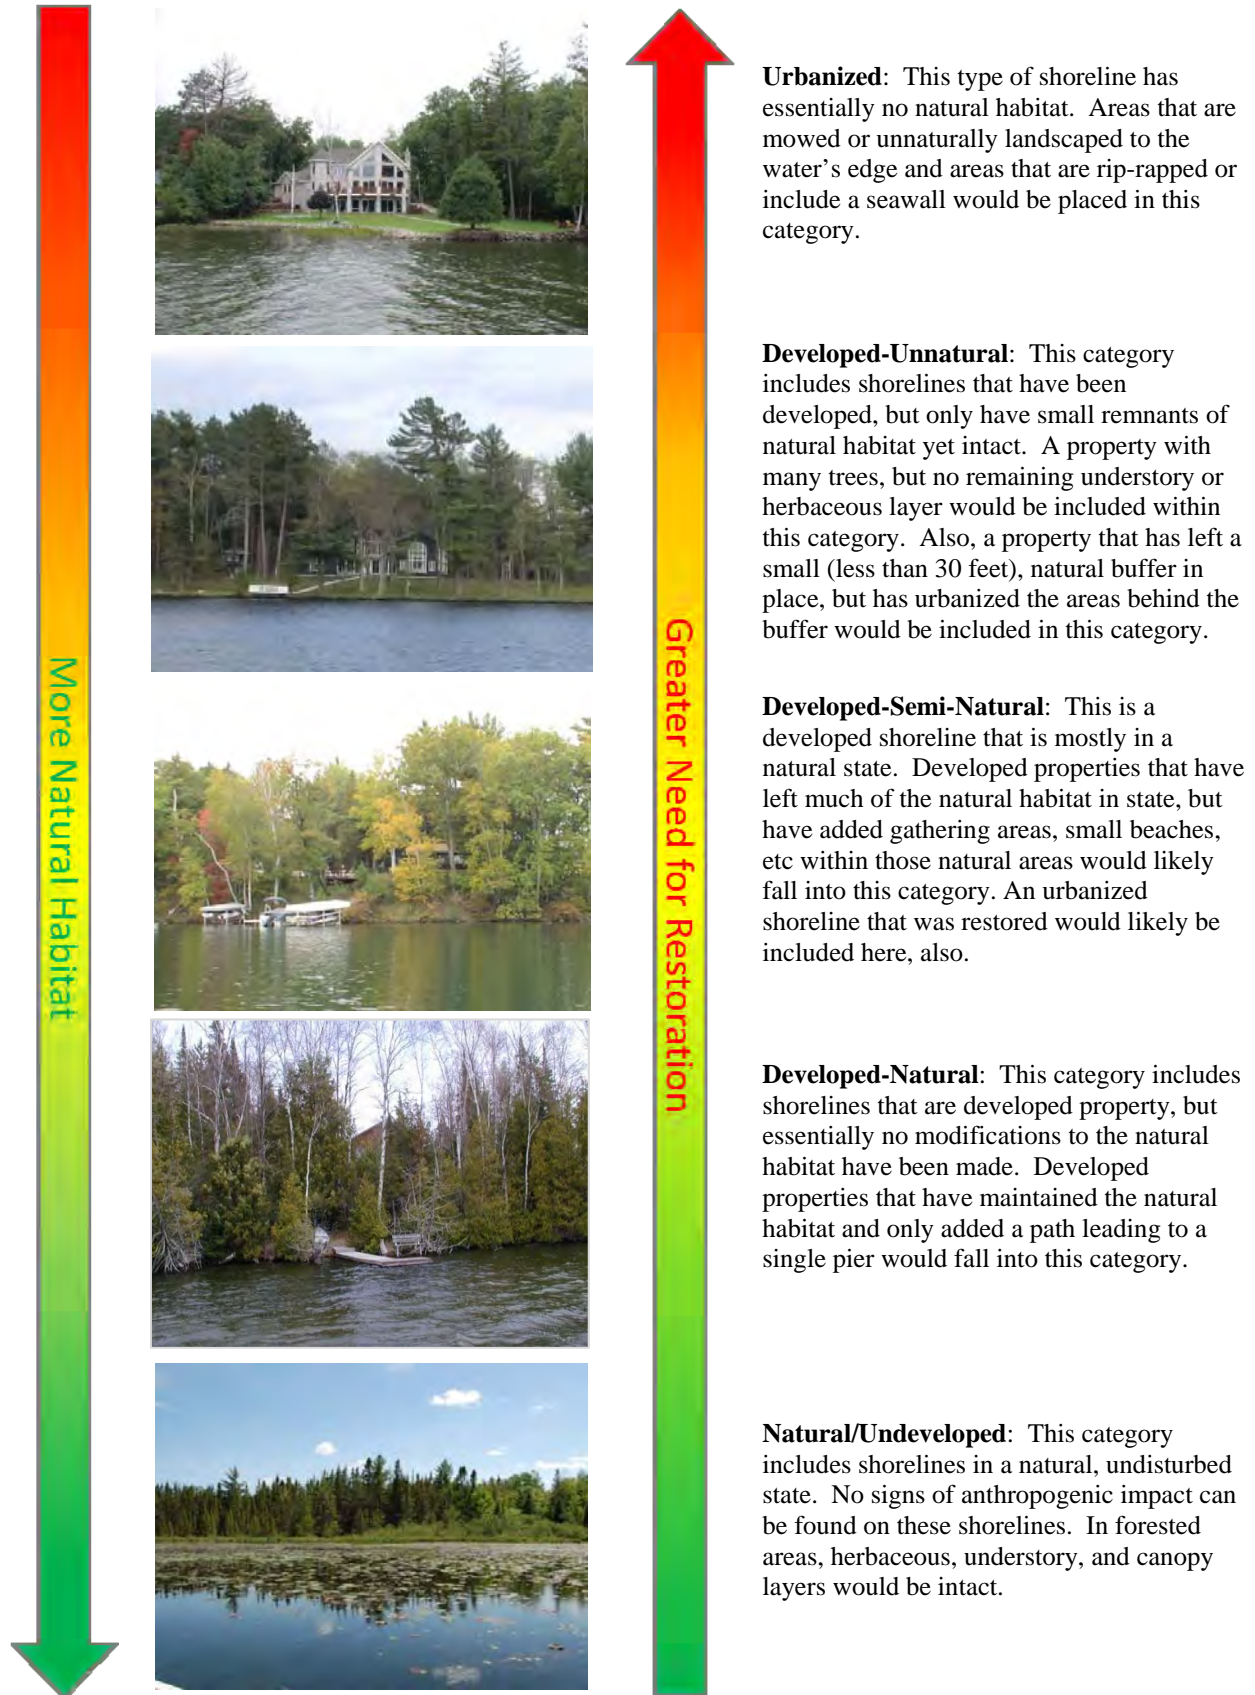 More Natural Habitat
Greater Need for Restoration
Urbanized: This type of shoreline has
essentially no natural habitat. Areas that are
mowed or unnaturally landscaped to the
water's edge and areas that are rip-rapped or
include a seawall would be placed in this
category.
Developed-Unnatural: This category
includes shorelines that have been
developed, but only have small remnants of
natural habitat yet intact. A property with
many trees, but no remaining understory or
herbaceous layer would be included within
this category. Also, a property that has left a
small (less than 30 feet), natural buffer in
place, but has urbanized the areas behind the
buffer would be included in this category.
Developed-Semi-Natural: This is a
developed shoreline that is mostly in a
natural state. Developed properties that have
left much of the natural habitat in state, but
have added gathering areas, small beaches,
etc within those natural areas would likely
fall into this category. An urbanized
shoreline that was restored would likely be
included here, also.
Developed-Natural: This category includes
shorelines that are developed property, but
essentially no modifications to the natural
habitat have been made. Developed
properties that have maintained the natural
habitat and only added a path leading to a
single pier would fall into this category.
Natural/Undeveloped: This category
includes shorelines in a natural, undisturbed
state. No signs of anthropogenic impact can
be found on these shorelines. In forested
areas, herbaceous, understory, and canopy
layers would be intact.